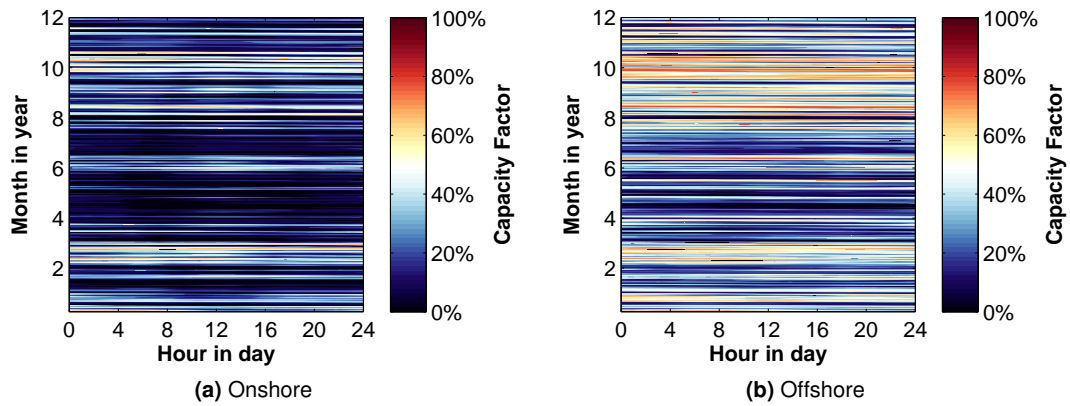 12
10
8
6
4
2
Month in year
0 4 8 12 16 20 24
Hour in day
100%
80%
60%
40%
20%
0%
Capacity Factor
(a) Onshore
12
10
8
6
4
2
Month in year
0 4 8 12 16 20 24
Hour in day
100%
80%
60%
40%
20%
0%
Capacity Factor
(b) Offshore